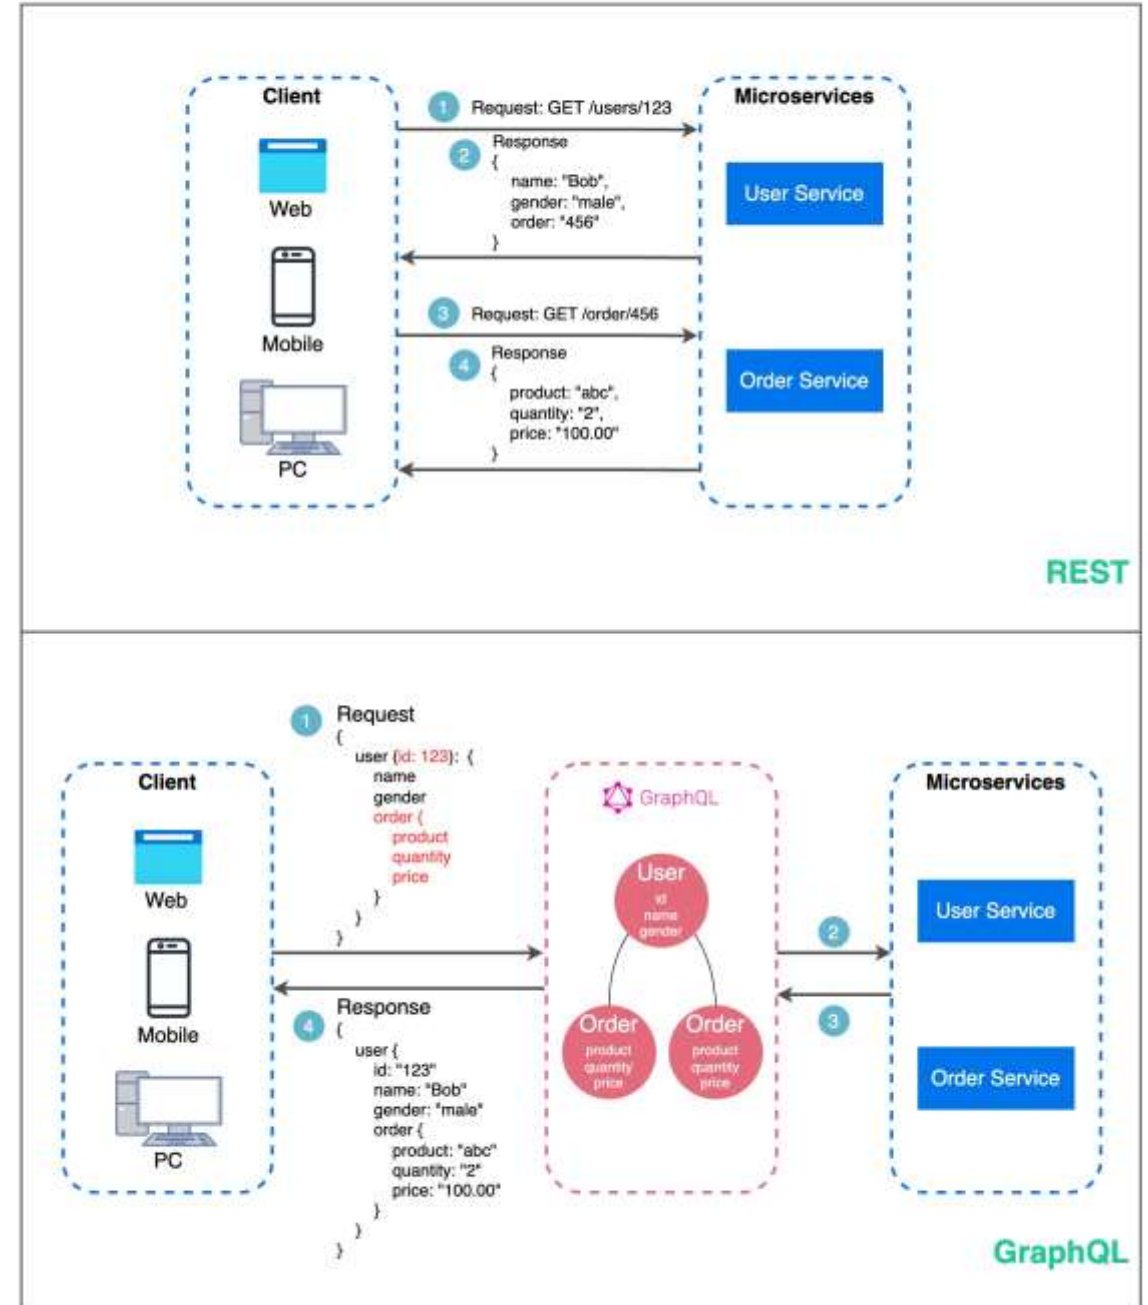 Client
Web
Mobile
PC
1 Request: GET /users/123
2 Response
{
name: "Bob",
gender: "male",
order: "456"
}
3 Request: GET /order/456
4 Response
{
product: "abc",
quantity: "2",
price: "100.00"
}
Microservices
User Service
Order Service
REST
1 Request
{
user (id: 123): {
name
gender
order {
product
quantity
price
}
}
}
Client
Web
Mobile
PC
4 Response
{
user {
id: "123"
name: "Bob"
gender: "male"
order {
product: "abc"
quantity: "2"
price: "100.00"
}
}
}
GraphQL
User
id
name
gender
Order
product
quantity
price
Order
product
quantity
price
2
3
Microservices
User Service
Order Service
GraphQL